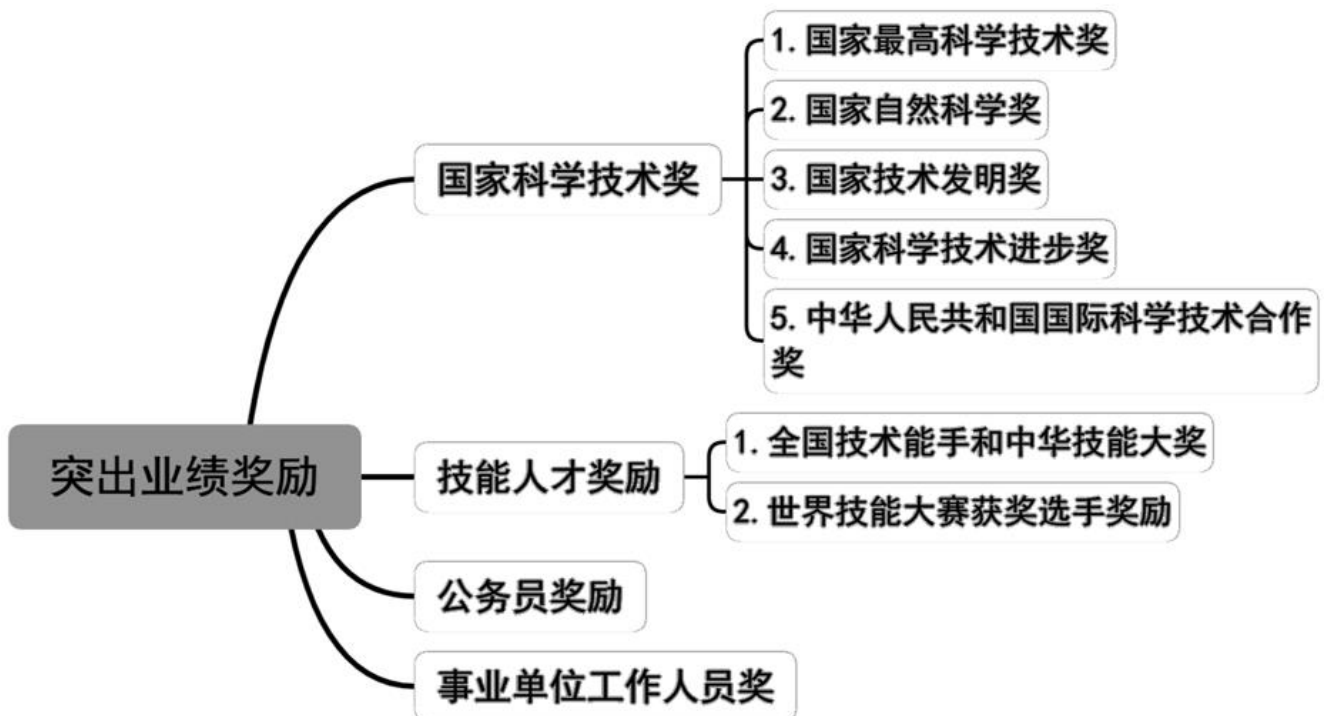 突出业绩奖励
国家科学技术奖
1. 国家最高科学技术奖
2. 国家自然科学奖
3. 国家技术发明奖
4. 国家科学技术进步奖
5. 中华人民共和国国际科学技术合作
奖
技能人才奖励
1. 全国技术能手和中华技能大奖
2. 世界技能大赛获奖选手奖励
公务员奖励
事业单位工作人员奖